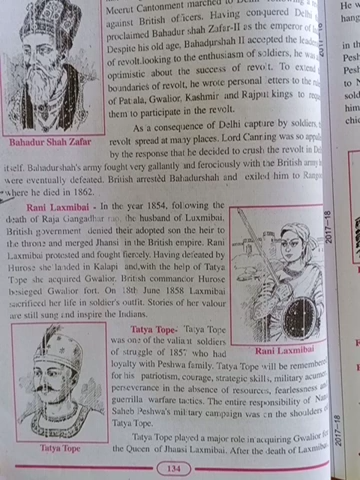 Meerut Cantonment marched to
against British officers. Having conquered Delhi
proclaimed Bahadur shah Zafar-II as the emperor of
Despite his old age, Bahadurshah II accepted the
of revolt.looking to the enthusiasm of soldiers, he was
optimistic about the success of revolt. To extend
boundaries of revolt, he wrote personal etters to the
of Patiala, Gwalior, Kashmir and Rajput kings to
them to participate in the revolt.
Bahadur Shah Zafar
As a consequence of Delhi capture by soldiers,
revolt spread at many places. Lord Canning was so
by the response that he decided to crush the revolt in
itself. Bahadurshah's army fought very gallantly and ferociously with the British army
were eventually defeated. British arrested Bahadurshah and exiled him to
where he died in 1862.
Rani Laxmibai - In the year 1854, following the
death of Raja Gangadhar rao, the husband of Luxmibai,
British government denied their adopted son the heir to
the throne and merged Jhansi in the British empire. Rani
Laxmibai protested and fought fiercely. Having defeated by
Hurose she landed in Kalapi and,with the help of Tatya
Tope she acquired Gwalior. British commandor Hurose
besieged Gwalior fort. On 18th June 1858 Laxmibai
sacrificed her life in soldier's outfit. Stories of her valour
are still sung and inspire the Indians.
Rani Laxmibai
Tatya Tope- Tatya Tope
was one of the valiant soldiers
of struggle of 1857 who had
loyalty with Peshwa family. Tatya Tope will be remembered
for his patriotism, courage, strategic skills, military acumen,
perseverance in the absence of resources, fearlessness and
guerrilla warfare tactics. The entire responsibility of Nana
Saheb Peshwa's military campaign was on the shoulders of
Tatya Tope.
Tatya Tope
Tatya Tope played a major role in acquiring Gwalior
the Queen of Jhansi Laxmibai. After the death of Laxmibai
134
2017-18
2017-18
He w
hang
in the
Pesh
Pesh
to N
sold
him
chic